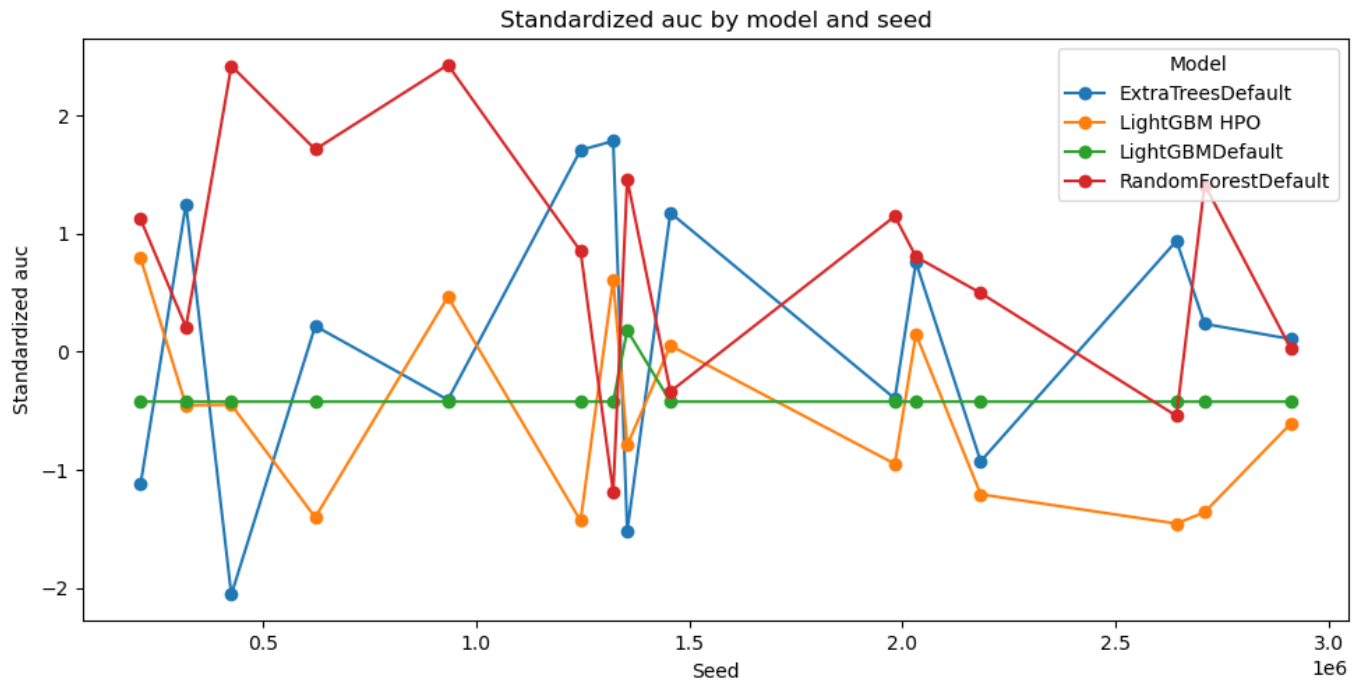 Standardized auc by model and seed
Model
ExtraTreesDefault
LightGBM HPO
LightGBMDefault
RandomForestDefault
Standardized auc
2
1
0
−1
−2
0.5 1.0 1.5 2.0 2.5 3.0
1e6
Seed